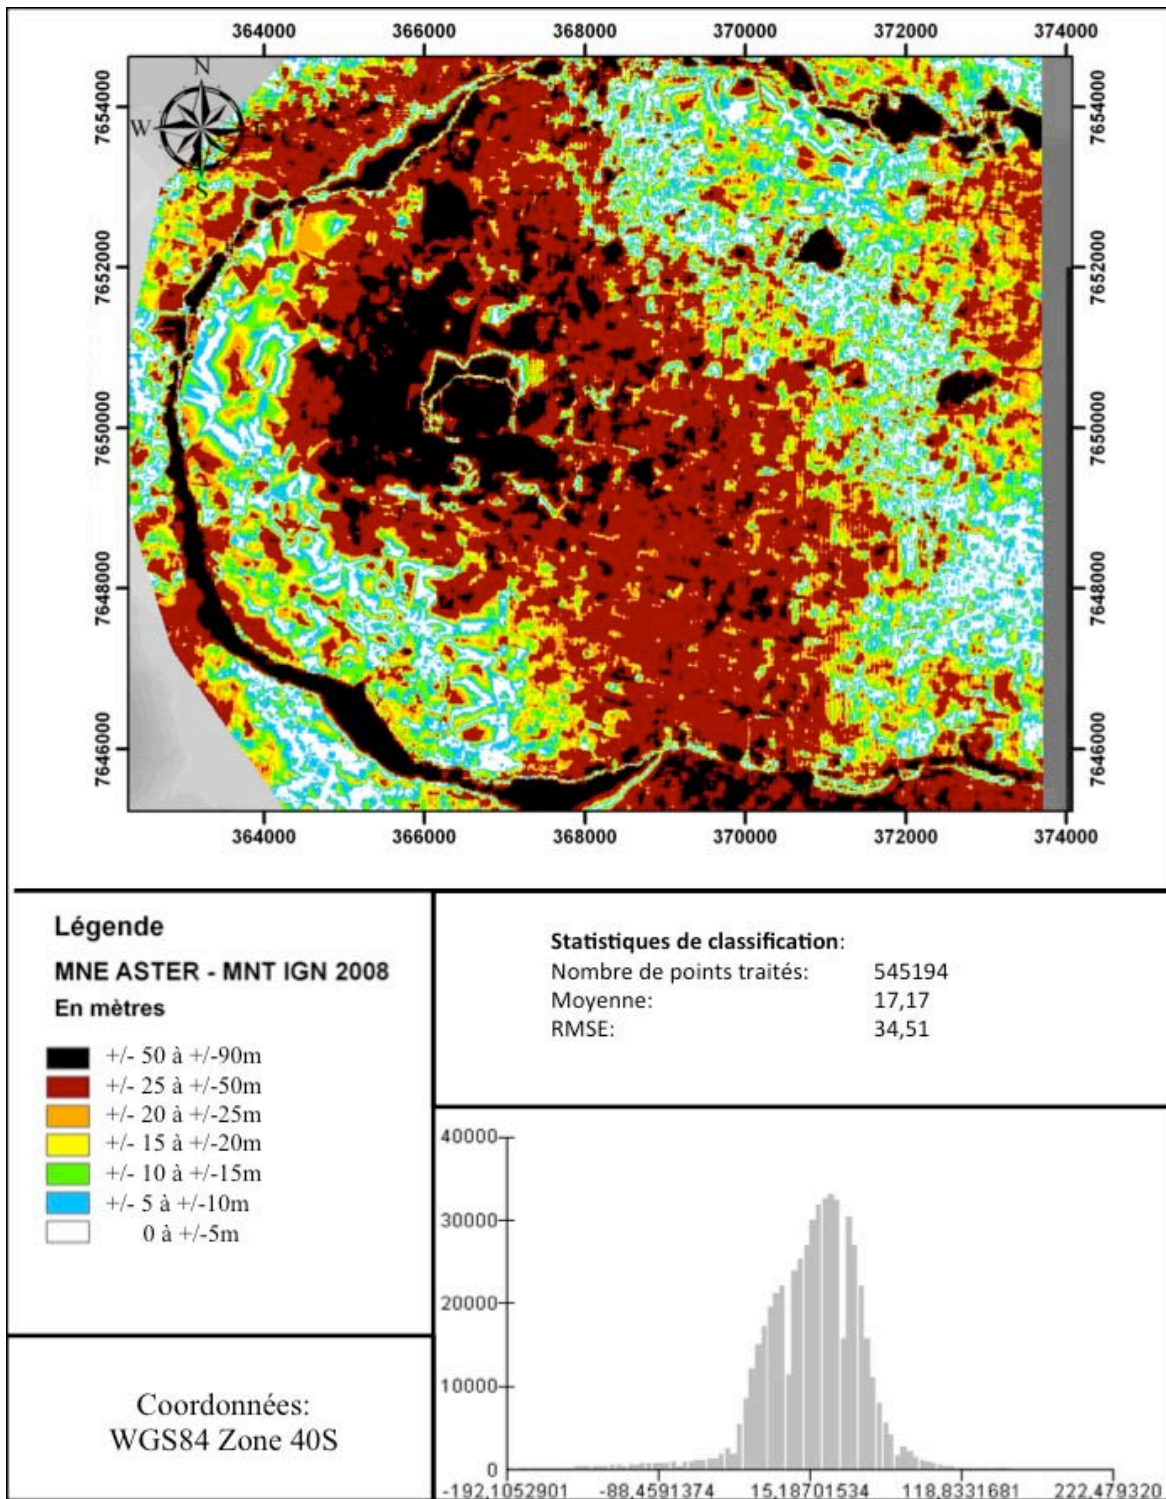 364000 366000 368000 370000 372000 374000
N
W
S
7654000 7654000
7652000 7652000
7650000 7650000
7648000 7648000
7646000 7646000
364000 366000 368000 370000 372000 374000
Légende
MNE ASTER - MNT IGN 2008
En mètres
+/- 50 à +/-90m
+/- 25 à +/-50m
+/- 20 à +/-25m
+/- 15 à +/-20m
+/- 10 à +/-15m
+/- 5 à +/-10m
0 à +/-5m
Statistiques de classification:
Nombre de points traités: 545194
Moyenne: 17,17
RMSE: 34,51
40000
30000
20000
10000
0
-192,1052901 -88,4591374 15,18701534 118,8331681 222,479320
Coordonnées:
WGS84 Zone 40S